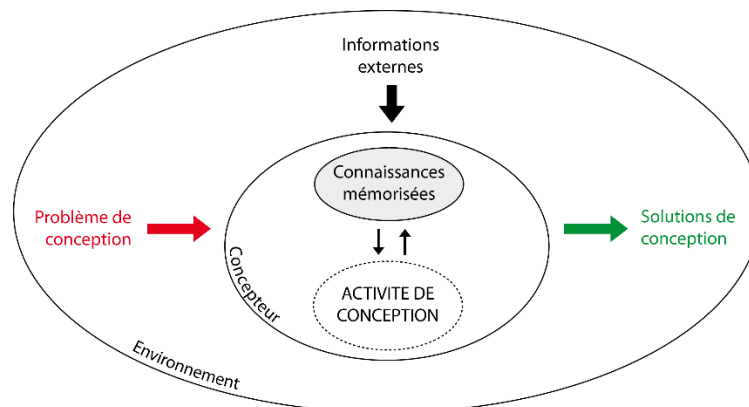 Informations
externes
Connaissances
mémorisées
Problème de
conception
Solutions de
conception
ACTIVITE DE
CONCEPTION
Concepteur
Environnement